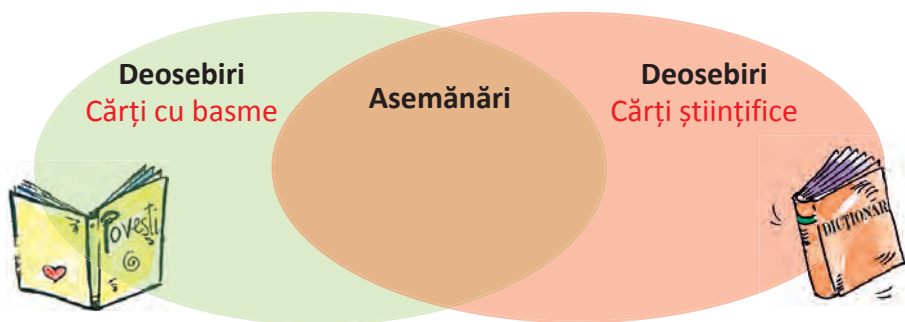 Deosebiri
Cărți cu basme
Asemănări
Deosebiri
Cărți științifice
Povești
DICȚIONAR